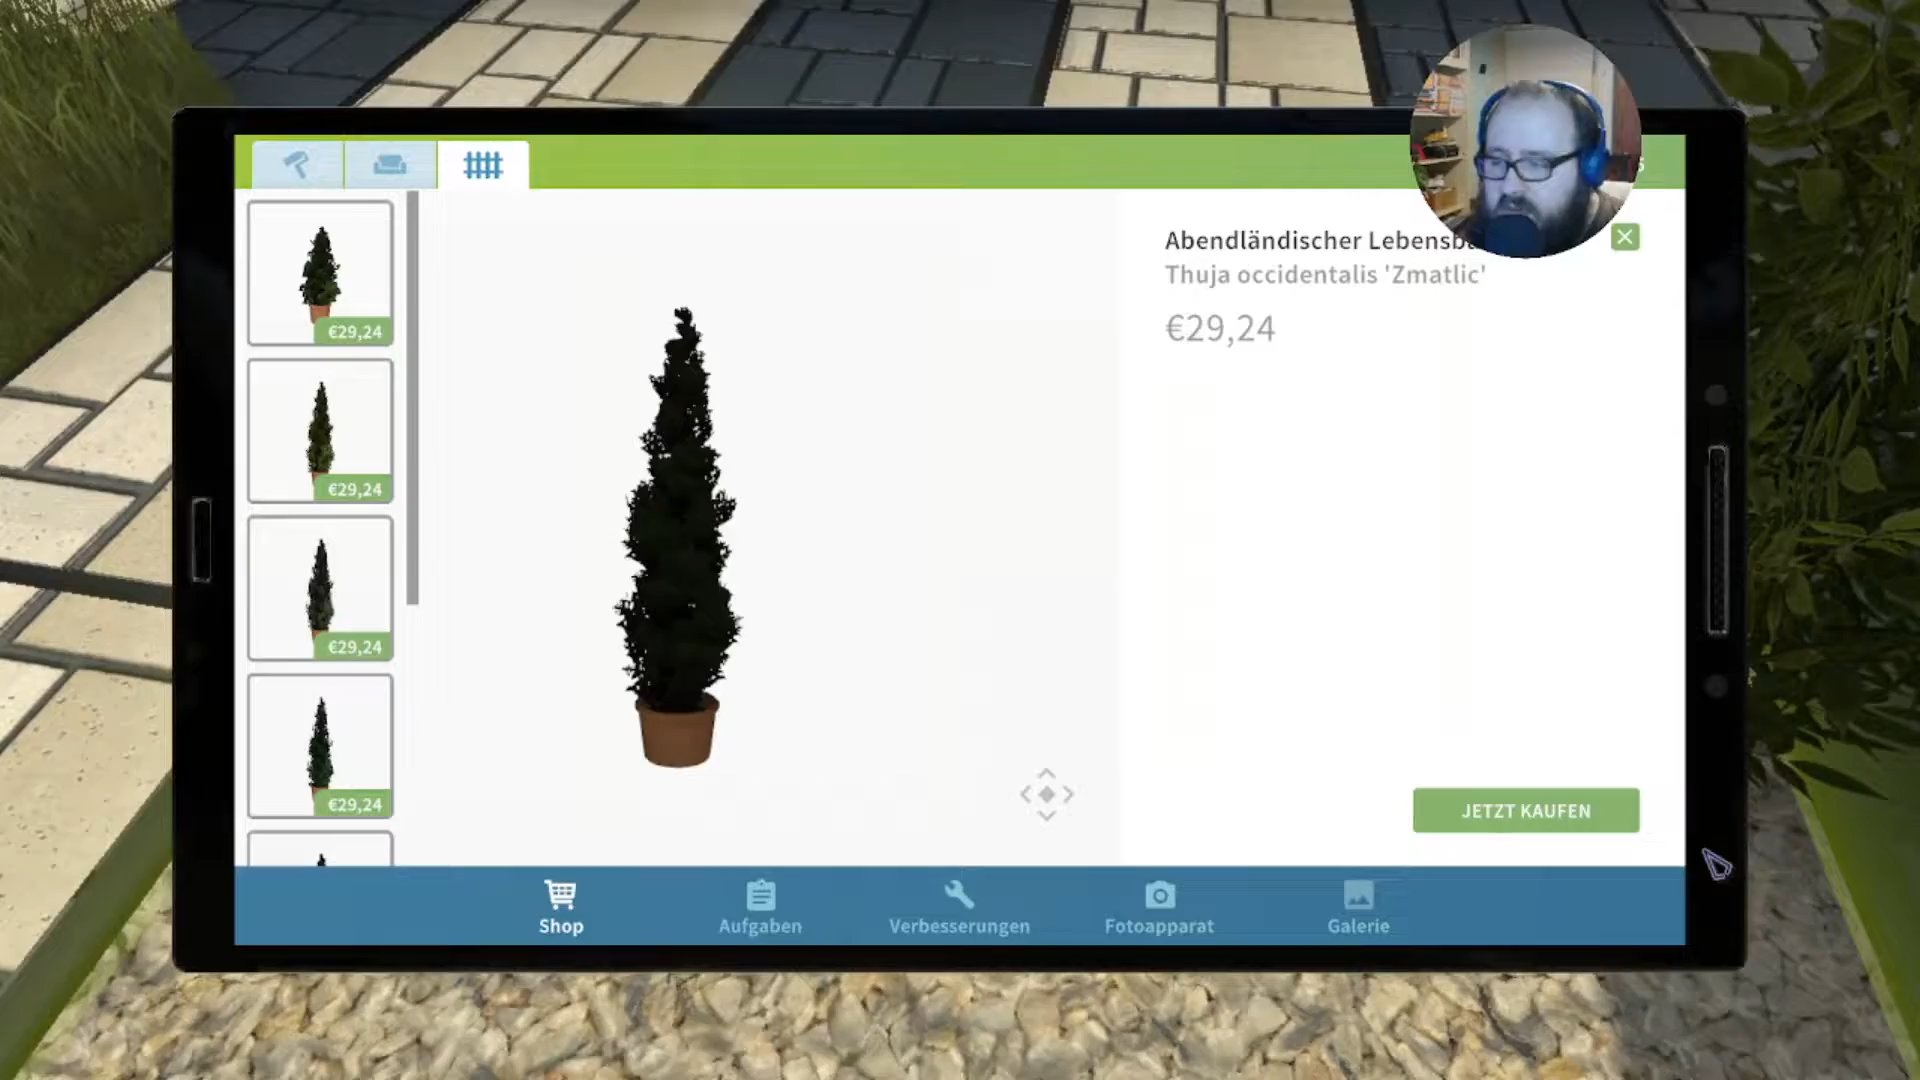 Abendländischer
Thuja occidentalis 'Zmatlic'
€29,24
€29,24
€29,24
€29,24
€29,24
JETZT KAUFEN
Shop
Aufgaben
Verbesserungen
Fotoapparat
Galerie